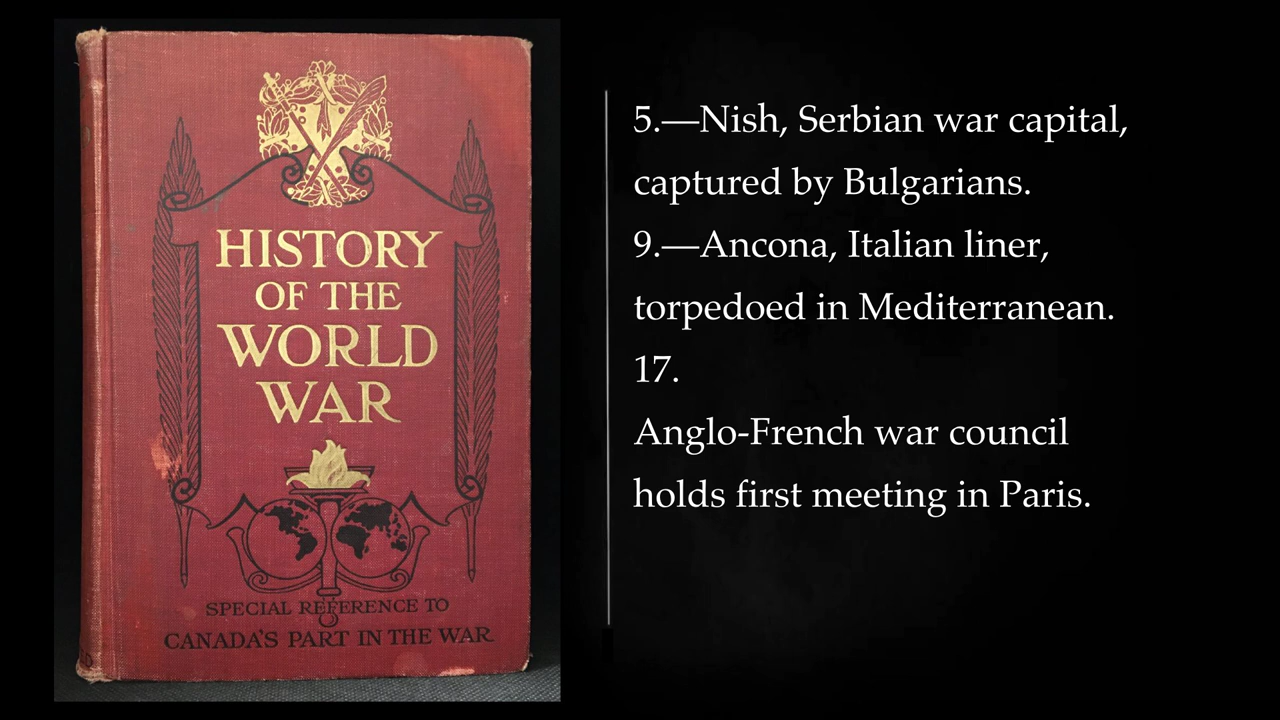 HISTORY
OF THE
WORLD
WAR
SPECIAL REFERENCE TO
CANADA'S PART IN THE WAR
5.—Nish, Serbian war capital,
captured by Bulgarians.
9.—Ancona, Italian liner,
torpedoed in Mediterranean.
17.
Anglo-French war council
holds first meeting in Paris.